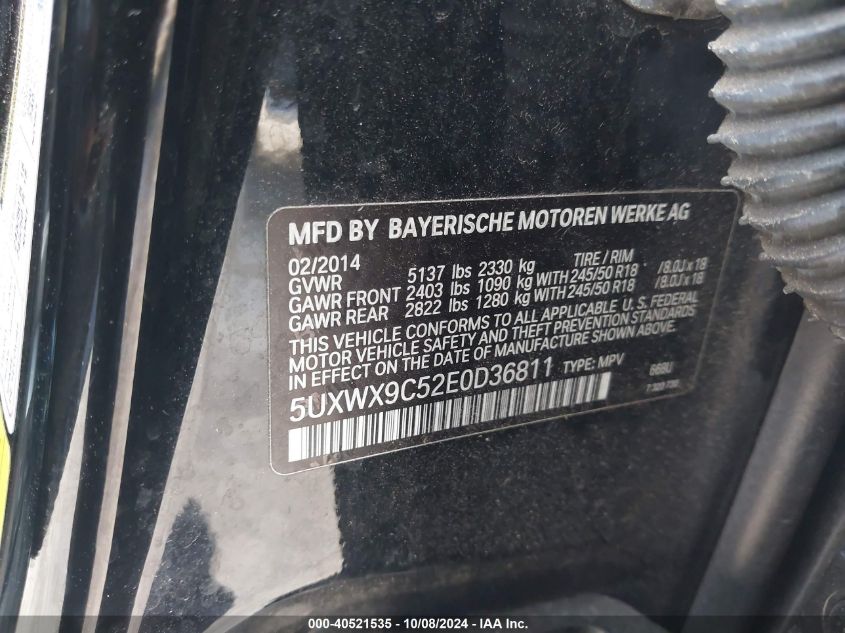 MFD BY BAYERISCHE MOTOREN WERKE AG
02/2014 TIRE / RIM
GVWR 5137 lbs 2330 kg
GAWR FRONT 2403 lbs 1090 kg WITH 245/50 R18 / 8.0J x 18
GAWR REAR 2822 lbs 1280 kg WITH 245/50 R18 / 8.0J x 18
THIS VEHICLE CONFORMS TO ALL APPLICABLE U. S. FEDERAL
MOTOR VEHICLE SAFETY AND THEFT PREVENTION STANDARDS
IN EFFECT ON THE DATE OF MANUFACTURE SHOWN ABOVE.
5UXWX9C52E0D36811 TYPE: MPV
000-40521535 - 10/08/2024 - IAA Inc.